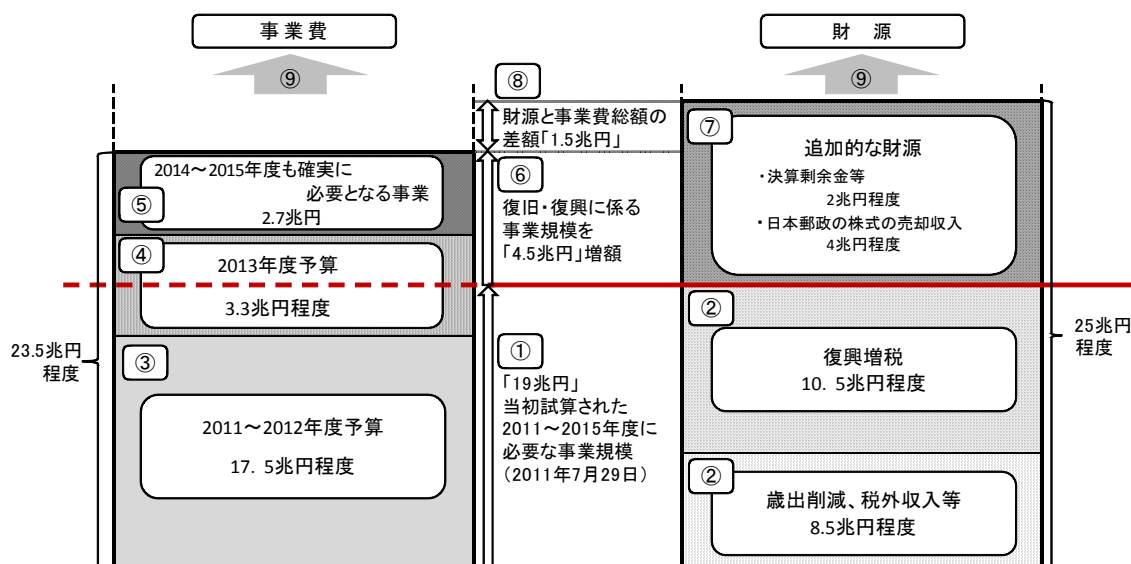 事業費
財 源
⑨
⑨
⑧
財源と事業費総額の
差額「1.5兆円」
⑦
追加的な財源
・決算剰余金等
2兆円程度
・日本郵政の株式の売却収入
4兆円程度
2014～2015年度も確実に
必要となる事業
2.7兆円
⑤
⑥
復旧・復興に係る
事業規模を
「4.5兆円」増額
④
2013年度予算
3.3兆円程度
②
復興増税
10. 5兆円程度
23.5兆円
程度
25兆円
程度
③
2011～2012年度予算
17. 5兆円程度
①
「19兆円」
当初試算された
2011～2015年度に
必要な事業規模
（2011年7月29日）
②
歳出削減、税外収入等
8.5兆円程度